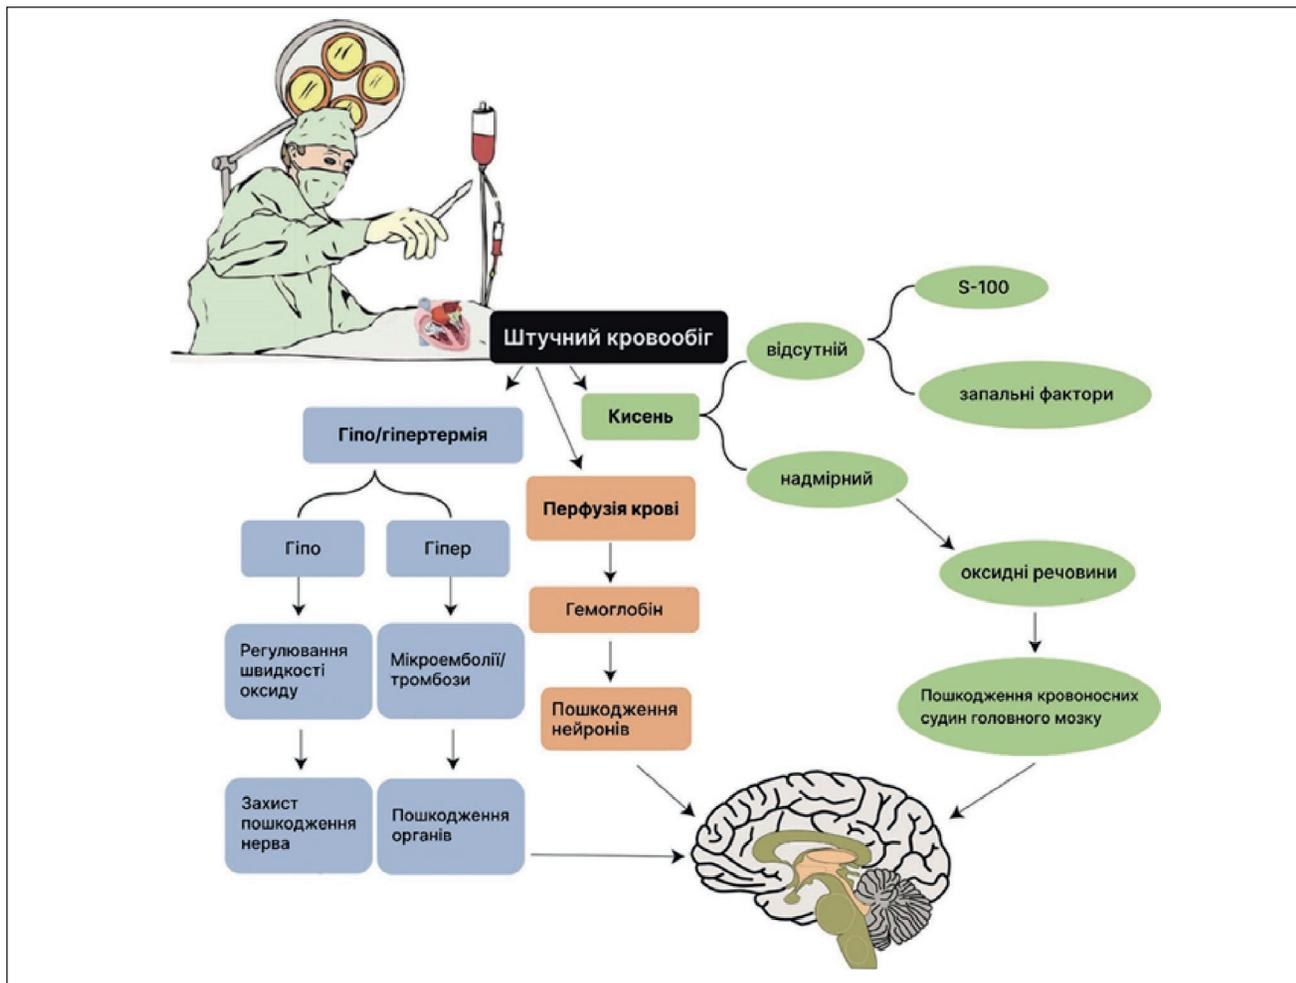 Штучний кровообіг
Гіпо/гіпертермія
Гіпо
Гіпер
Регулювання
швидкості
оксиду
Мікроемболії/
тромбози
Захист
пошкодження
нерва
Пошкодження
органів
Перфузія крові
Гемоглобін
Пошкодження
нейронів
Кисень
відсутній
S-100
запальні фактори
надмірний
оксидні речовини
Пошкодження кровоносних
судин головного мозку